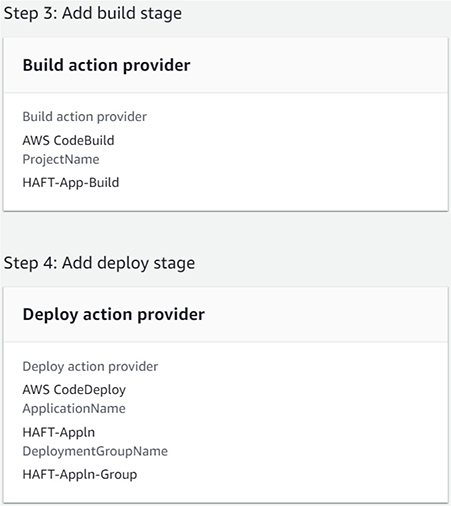 Step 3: Add build stage
Build action provider
Build action provider
AWS CodeBuild
ProjectName
HAFT-App-Build
Step 4: Add deploy stage
Deploy action provider
Deploy action provider
AWS CodeDeploy
ApplicationName
HAFT-Appln
DeploymentGroupName
HAFT-Appln-Group